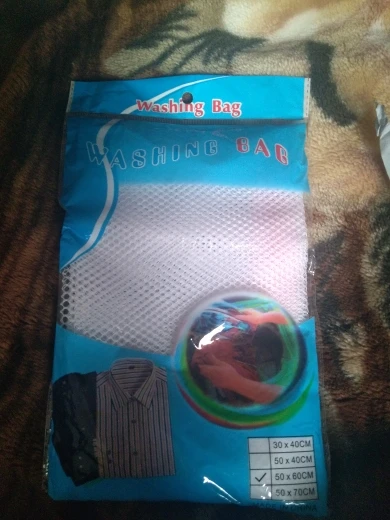 Washing Bag
WASHING BAG
30 x 40CM
50 x 40CM
50 x 60CM
50 x 70CM